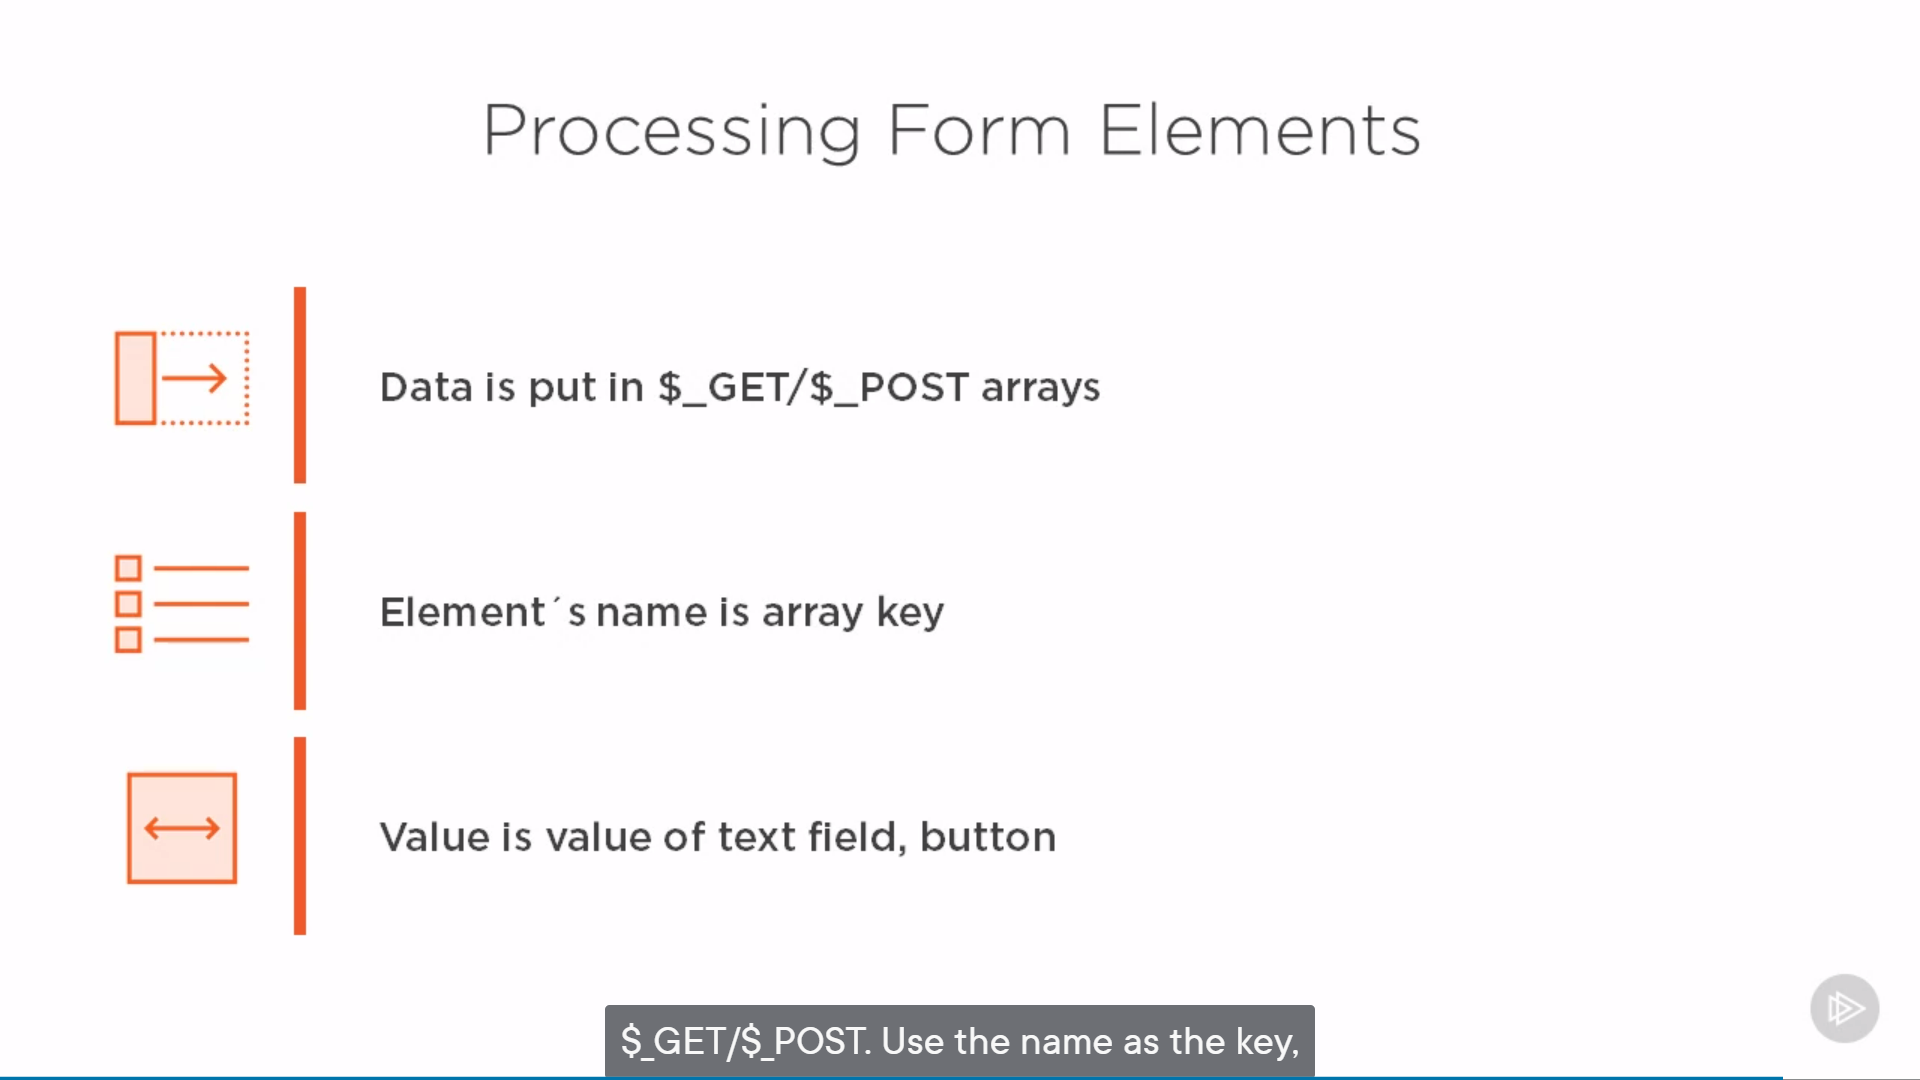 Processing Form Elements
Data is put in $_GET/$_POST arrays
Element´s name is array key
Value is value of text field, button
$_GET/$_POST. Use the name as the key,